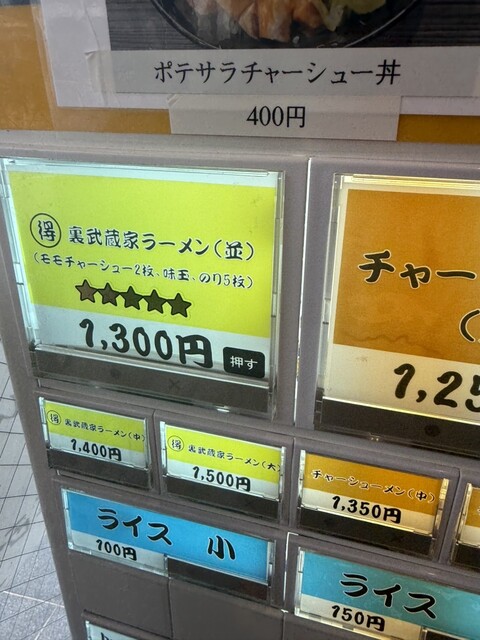 ポテサラチャーシュー丼
400円
得 裏武蔵家ラーメン(並)
(モモチャーシュー2枚、味玉、のり5枚)
★★★★★
1,300円
押す
チャー
1,25
得 裏武蔵家ラーメン(中)
1,400円
得 裏武蔵家ラーメン(大)
1,500円
チャーシューメン(中)
1,350円
ライス 小
100円
ライス
150円